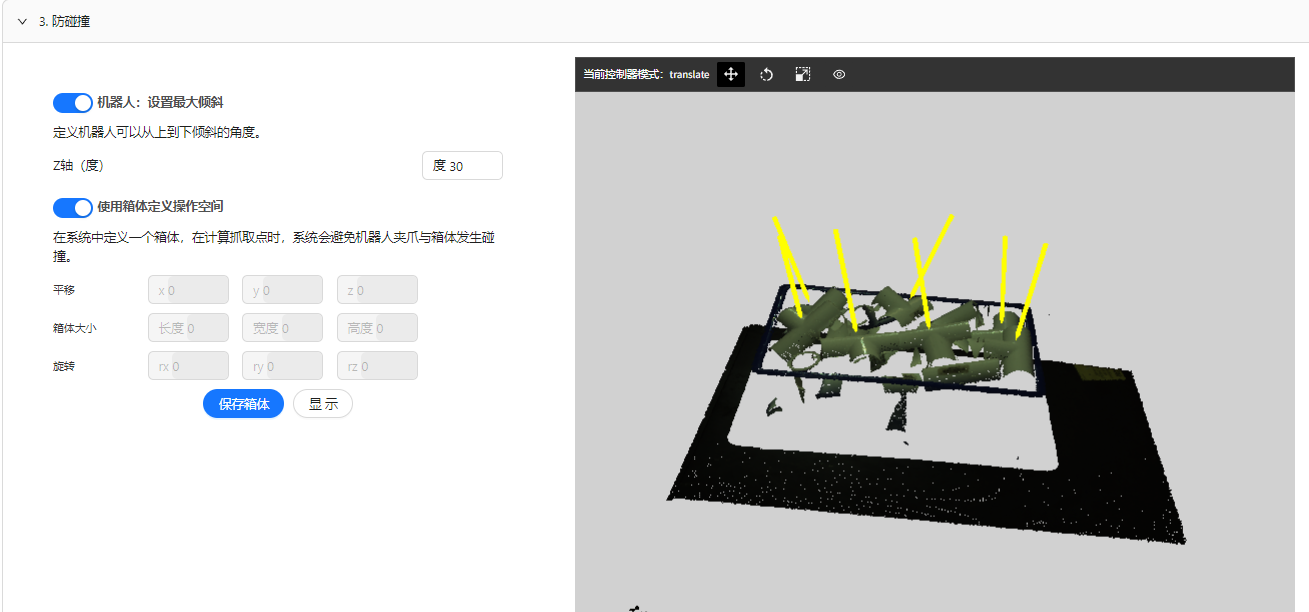 3. 防碰撞
当前控制器模式：translate
机器人：设置最大倾斜
定义机器人可以从上到下倾斜的角度。
Z轴（度）
度 30
使用箱体定义操作空间
在系统中定义一个箱体，在计算抓取点时，系统会避免机器人夹爪与箱体发生碰
撞。
平移 x 0 y 0 z 0
箱体大小 长度 0 宽度 0 高度 0
旋转 rx 0 ry 0 rz 0
保存箱体 显 示